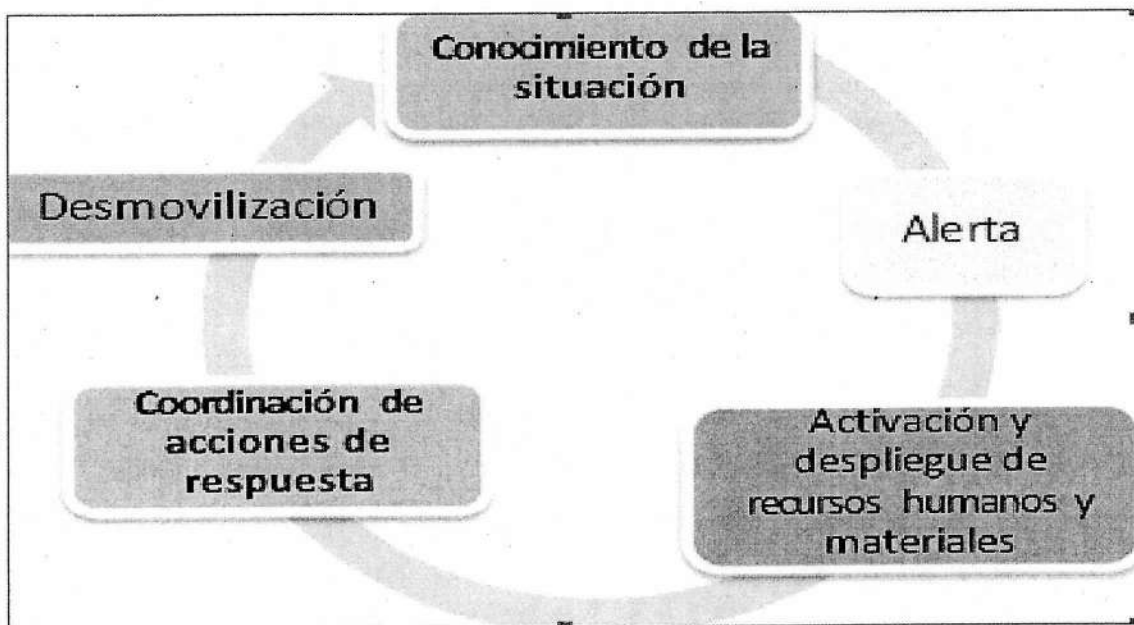 Conocimiento de la
situación
Alerta
Activación y
despliegue de
recursos humanos y
materiales
Coordinación de
acciones de
respuesta
Desmovilización